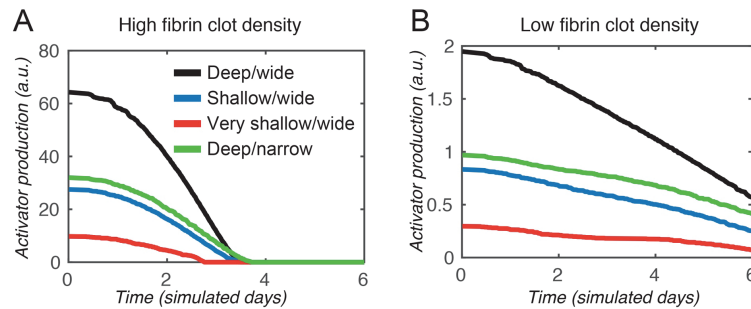 A
High fibrin clot density
Activator production (a.u.)
80
60
40
20
0
Deep/wide
Shallow/wide
Very shallow/wide
Deep/narrow
0 2 4 6
Time (simulated days)
B
Low fibrin clot density
Activator production (a.u.)
2
1.5
1
0.5
0
0 2 4 6
Time (simulated days)